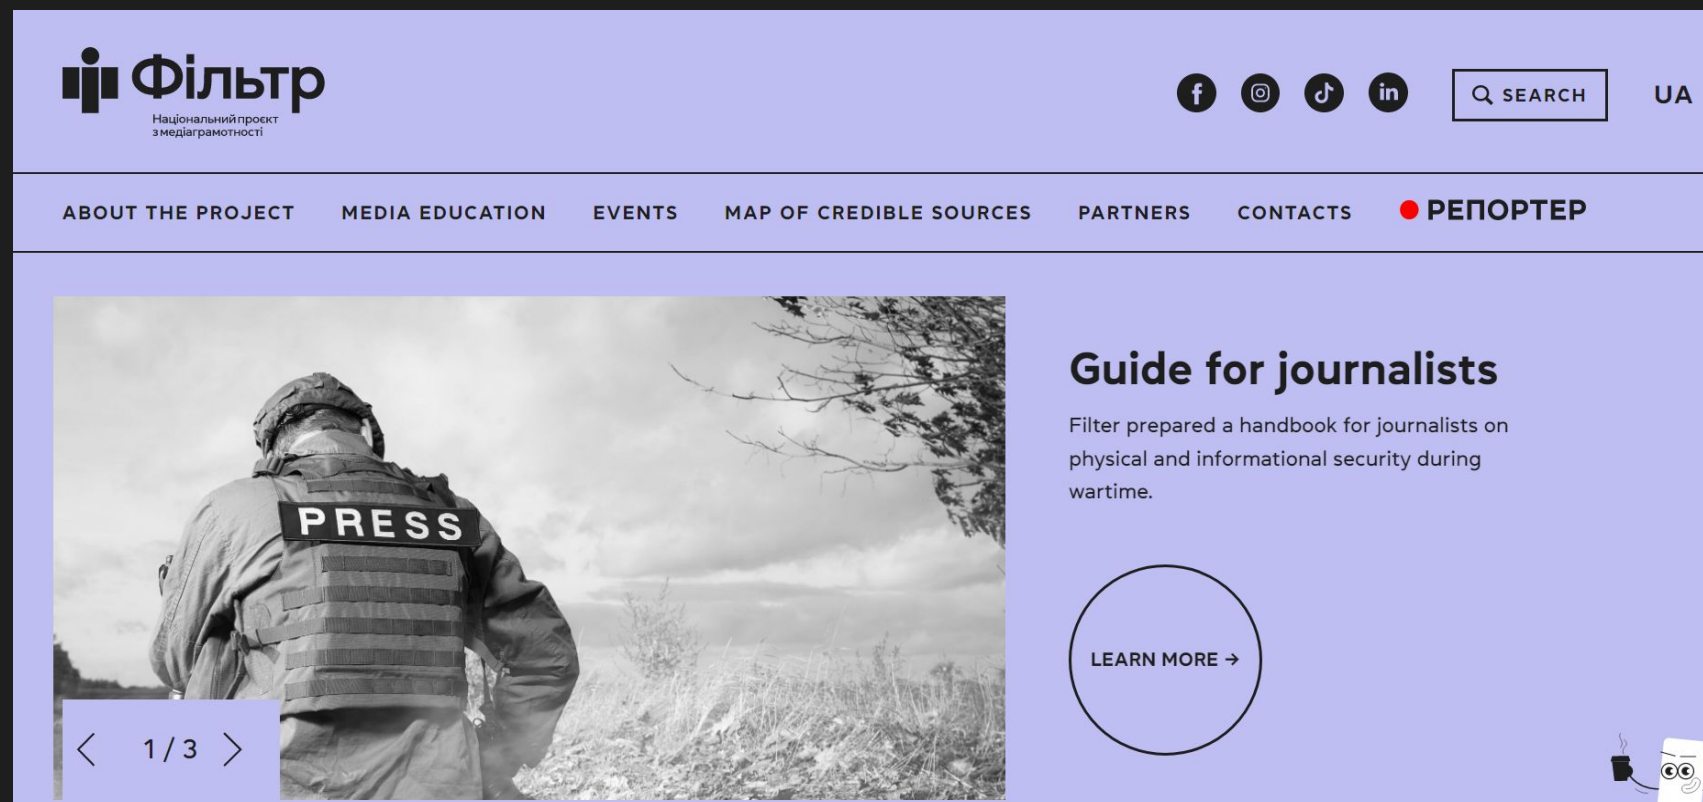 Фільтр
Національний проєкт
з медіаграмотності
SEARCH
UA
ABOUT THE PROJECT
MEDIA EDUCATION
EVENTS
MAP OF CREDIBLE SOURCES
PARTNERS
CONTACTS
РЕПОРТЕР
PRESS
Guide for journalists
Filter prepared a handbook for journalists on
physical and informational security during
wartime.
LEARN MORE →
1 / 3